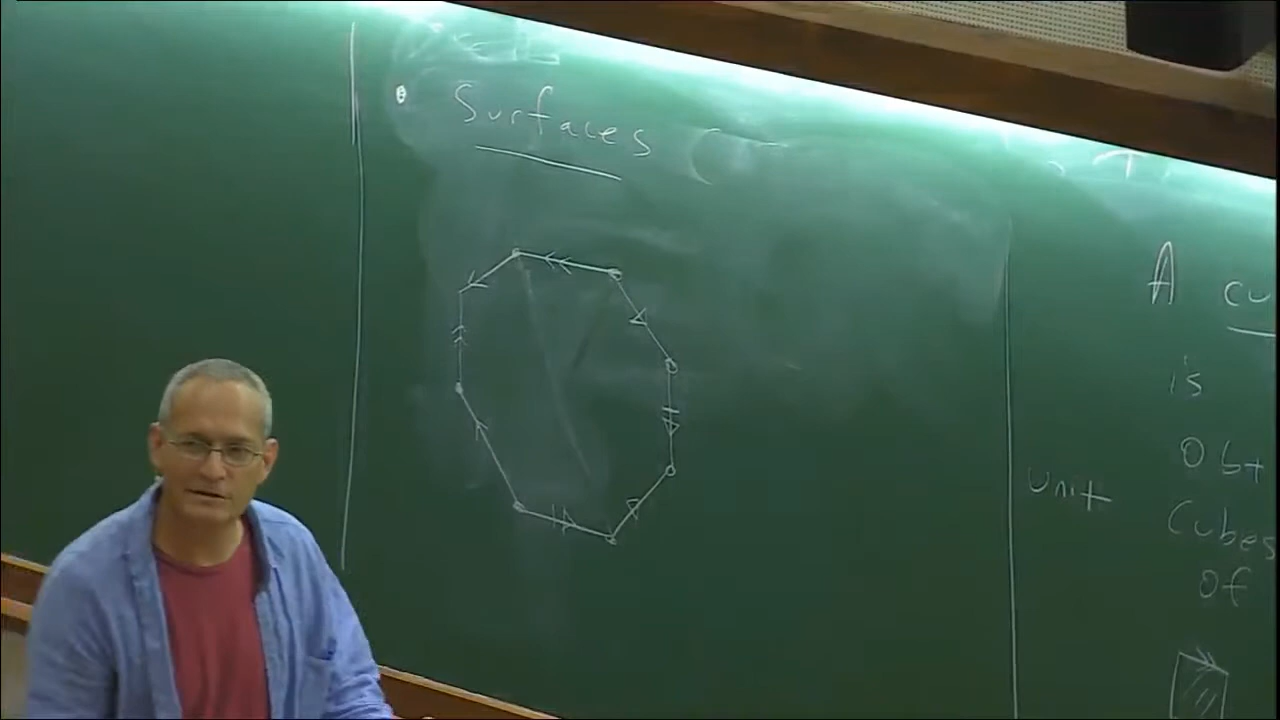 Surfaces
A cu
is
Obt
unit
Cubes
Of